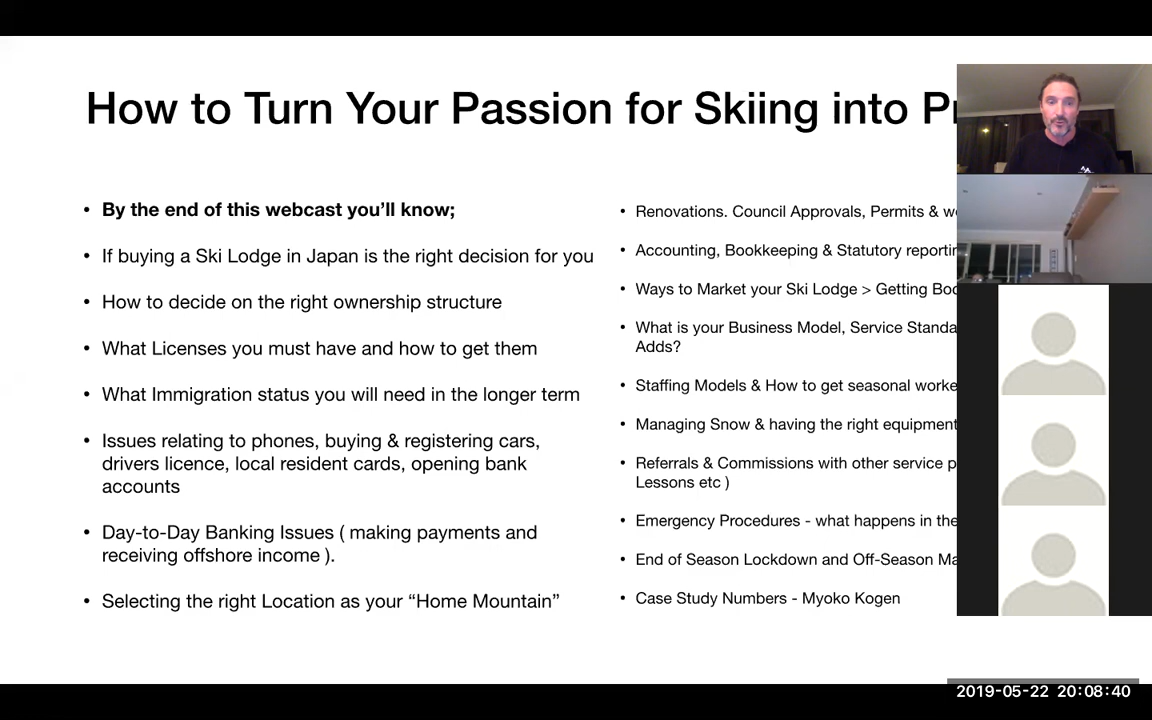 How to Turn Your Passion for Skiing into
• By the end of this webcast you’ll know;
• If buying a Ski Lodge in Japan is the right decision for you
• How to decide on the right ownership structure
• What Licenses you must have and how to get them
• What Immigration status you will need in the longer term
• Issues relating to phones, buying & registering cars,
drivers licence, local resident cards, opening bank
accounts
• Day-to-Day Banking Issues ( making payments and
receiving offshore income ).
• Selecting the right Location as your “Home Mountain”
• Renovations. Council Approvals, Permits &
• Accounting, Bookkeeping & Statutory
• Ways to Market your Ski Lodge > Getting
• What is your Business Model, Service
Adds?
• Staffing Models & How to get seasonal
• Managing Snow & having the right equipment
• Referrals & Commissions with other service
Lessons etc )
• Emergency Procedures - what happens in the
• End of Season Lockdown and Off-Season
• Case Study Numbers - Myoko Kogen
2019-05-22 20:08:40